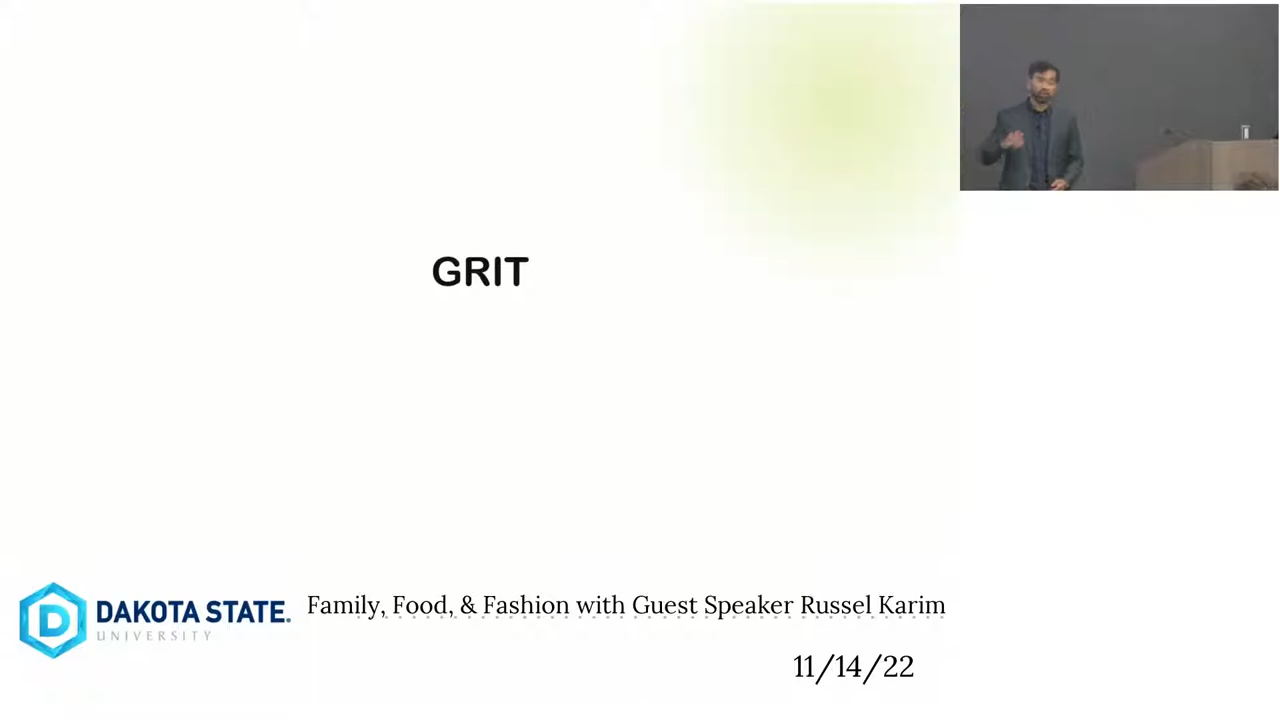 GRIT
DAKOTA STATE.
UNIVERSITY
Family, Food, & Fashion with Guest Speaker Russel Karim
11/14/22